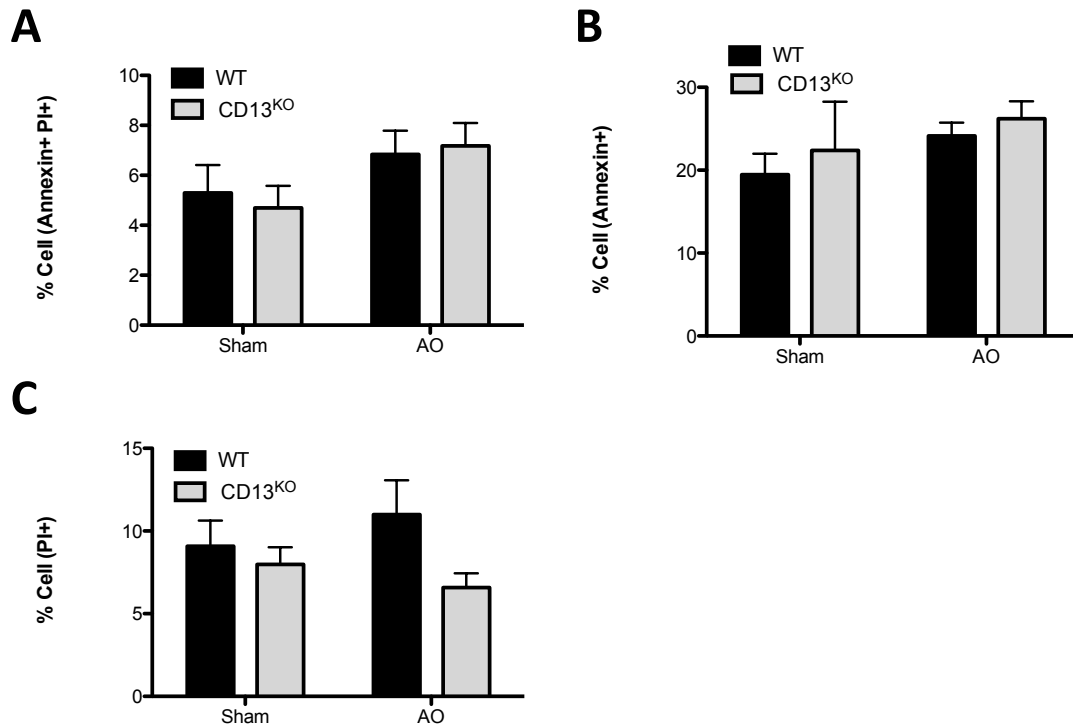 A
% Cell (Annexin+ PI+)
10
8
6
4
2
0
WT
CD13KO
Sham
AO
B
% Cell (Annexin+)
30
20
10
0
WT
CD13KO
Sham
AO
C
% Cell (PI+)
15
10
5
0
WT
CD13KO
Sham
AO